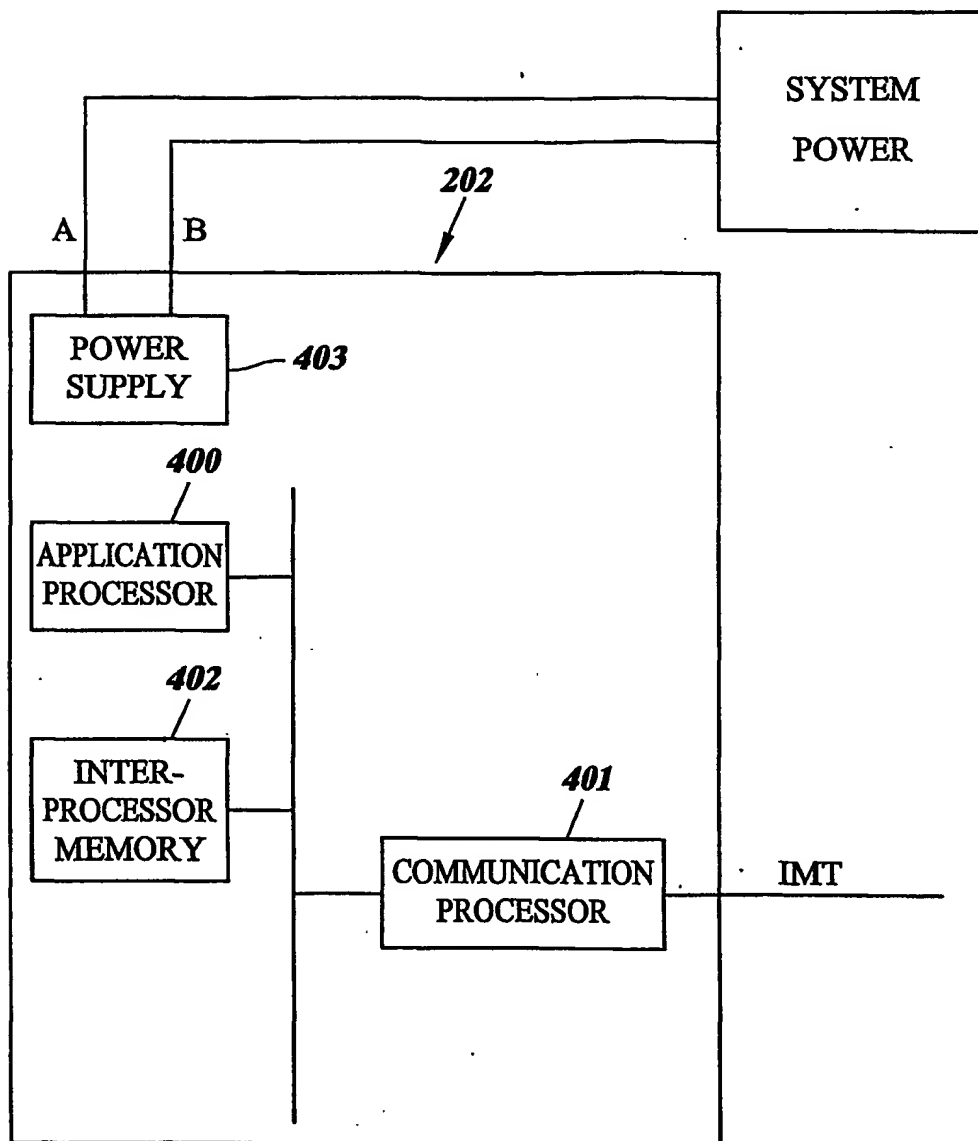 SYSTEM
POWER
202
A
B
POWER
SUPPLY
403
400
APPLICATION
PROCESSOR
402
INTER-
PROCESSOR
MEMORY
401
COMMUNICATION
PROCESSOR
IMT